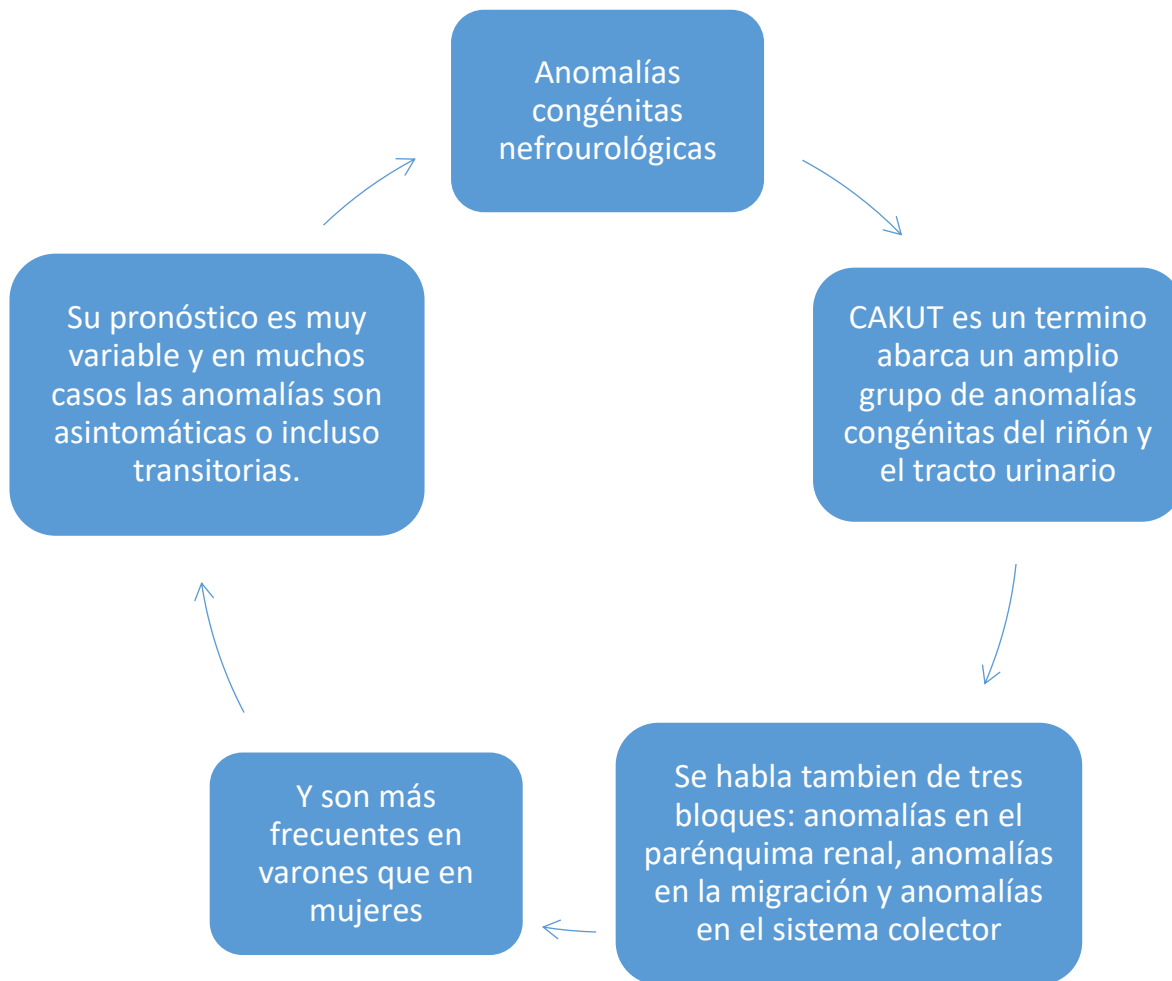 Anomalías
congénitas
nefrourológicas
CAKUT es un termino
abarca un amplio
grupo de anomalías
congénitas del riñón y
el tracto urinario
Se habla tambien de tres
bloques: anomalías en el
parénquima renal, anomalías
en la migración y anomalías
en el sistema colector
Y son más
frecuentes en
varones que en
mujeres
Su pronóstico es muy
variable y en muchos
casos las anomalías son
asintomáticas o incluso
transitorias.